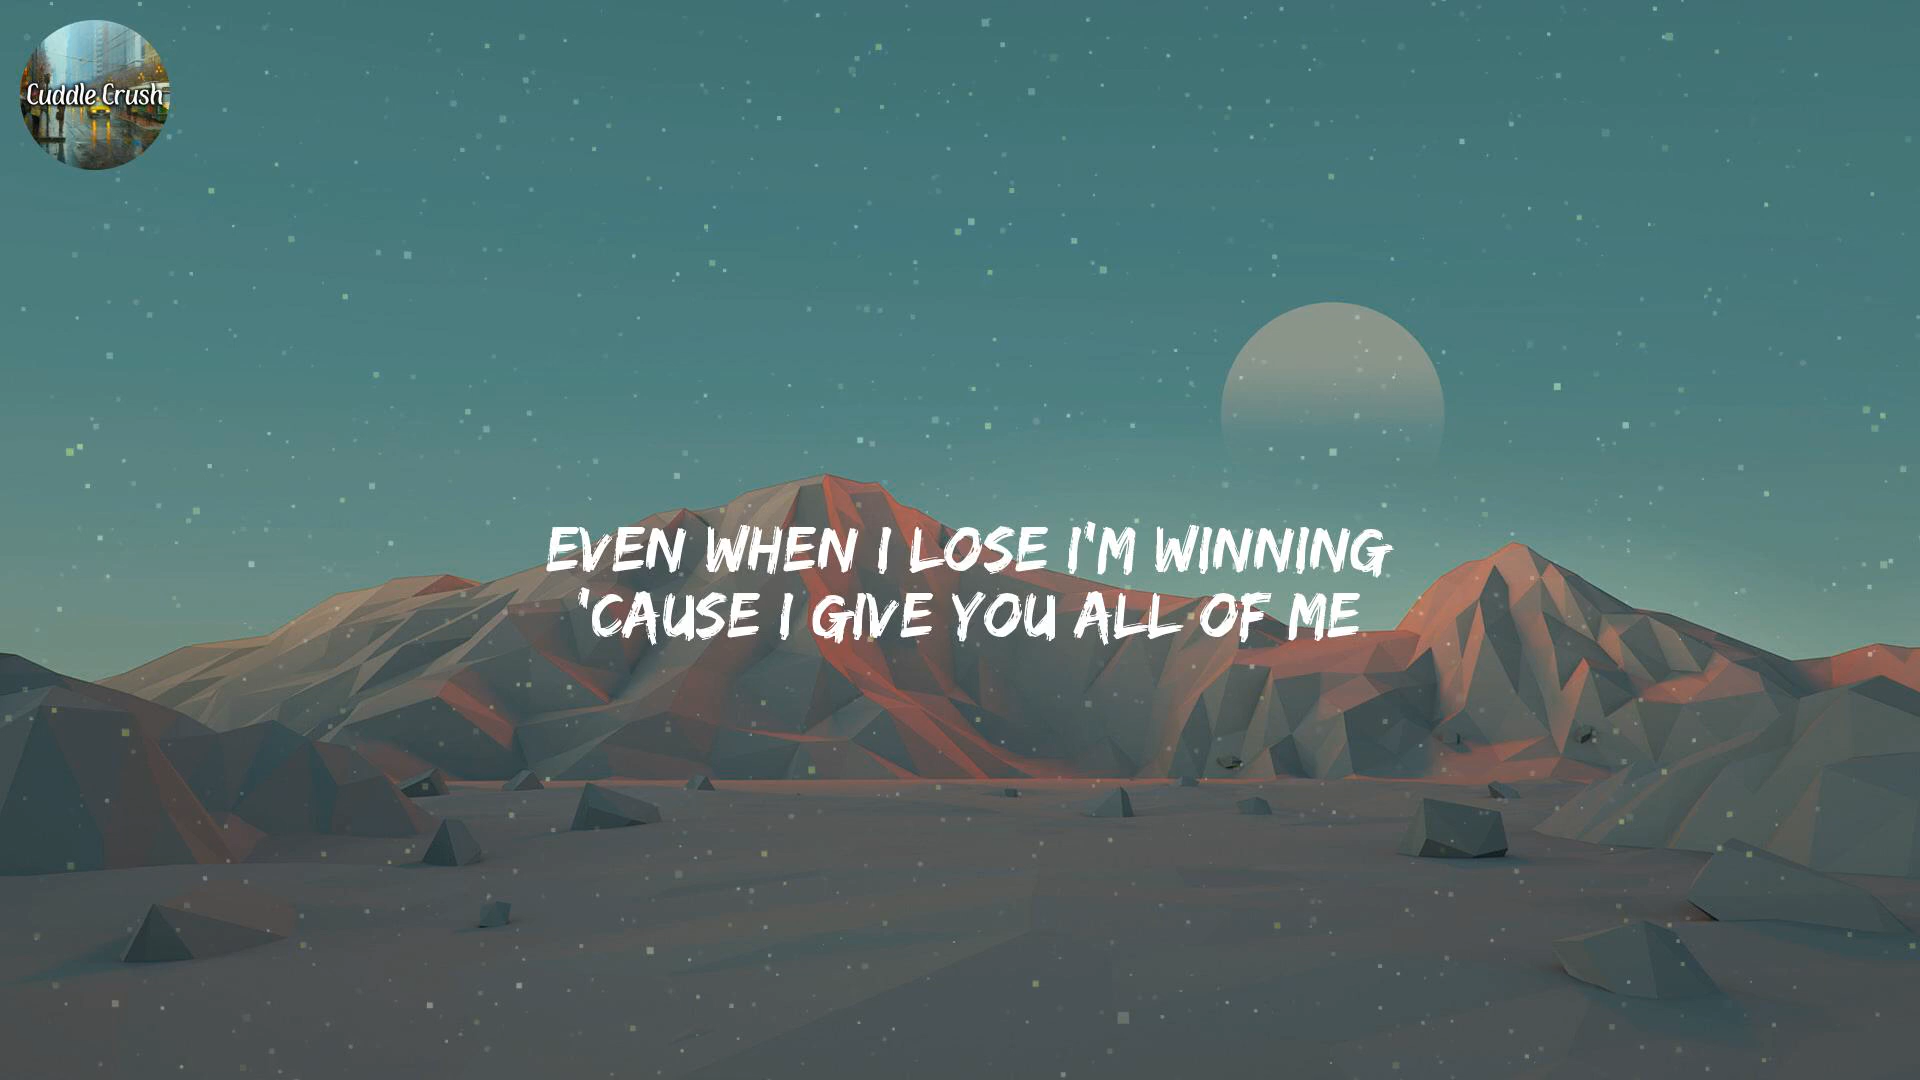 Cuddle Crush
EVEN WHEN I LOSE I'M WINNING
'CAUSE I GIVE YOU ALL OF ME